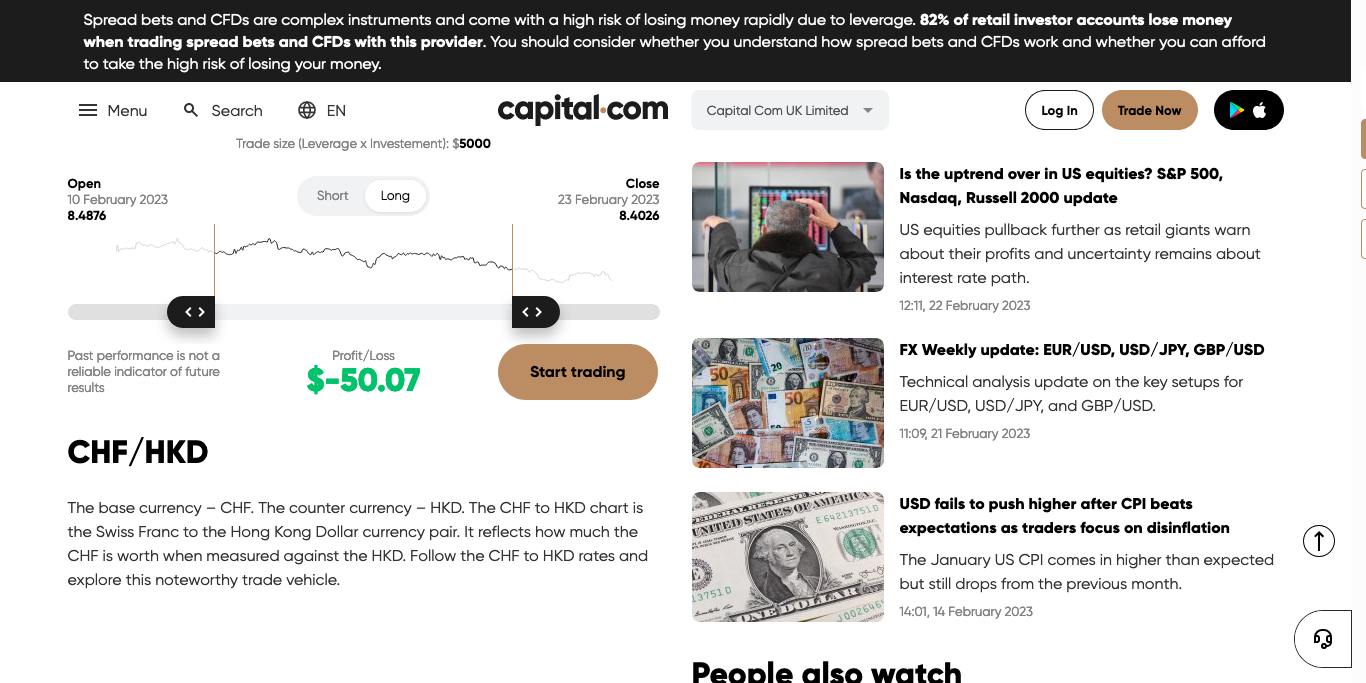 Spread bets and CFDs are complex instruments and come with a high risk of losing money rapidly due to leverage. 82% of retail investor accounts lose money
when trading spread bets and CFDs with this provider. You should consider whether you understand how spread bets and CFDs work and whether you can afford
to take the high risk of losing your money.
Menu
Search
EN
capital.com
Capital Com UK Limited
Log In
Trade Now
Trade size (Leverage x Investement): $5000
Open
10 February 2023
8.4876
Short
Long
Close
23 February 2023
8.4026
Past performance is not a
reliable indicator of future
results
Profit/Loss
$-50.07
Start trading
CHF/HKD
The base currency – CHF. The counter currency – HKD. The CHF to HKD chart is
the Swiss Franc to the Hong Kong Dollar currency pair. It reflects how much the
CHF is worth when measured against the HKD. Follow the CHF to HKD rates and
explore this noteworthy trade vehicle.
Is the uptrend over in US equities? S&P 500,
Nasdaq, Russell 2000 update
US equities pullback further as retail giants warn
about their profits and uncertainty remains about
interest rate path.
12:11, 22 February 2023
FX Weekly update: EUR/USD, USD/JPY, GBP/USD
Technical analysis update on the key setups for
EUR/USD, USD/JPY, and GBP/USD.
11:09, 21 February 2023
USD fails to push higher after CPI beats
expectations as traders focus on disinflation
The January US CPI comes in higher than expected
but still drops from the previous month.
14:01, 14 February 2023
People also watch